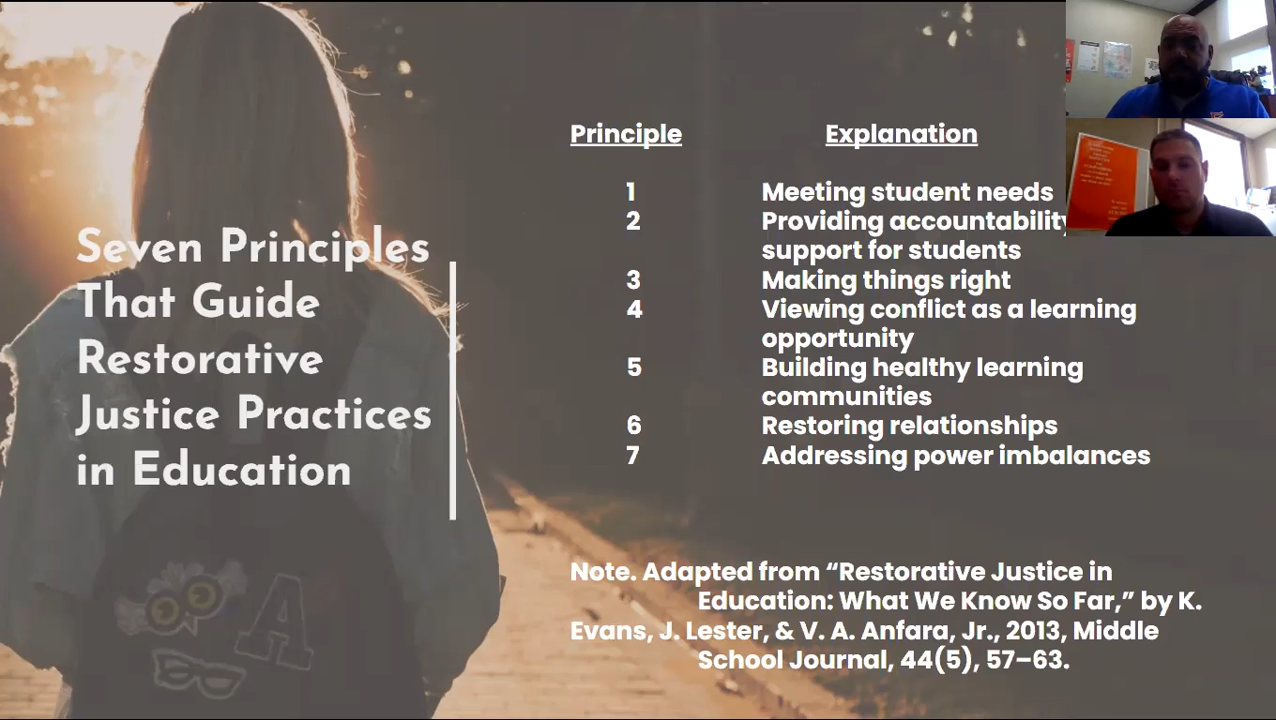 Seven Principles
That Guide
Restorative
Justice Practices
in Education
Principle Explanation
1 Meeting student needs
2 Providing accountability
support for students
3 Making things right
4 Viewing conflict as a learning
opportunity
5 Building healthy learning
communities
6 Restoring relationships
7 Addressing power imbalances
Note. Adapted from “Restorative Justice in
Education: What We Know So Far,” by K.
Evans, J. Lester, & V. A. Anfara, Jr., 2013, Middle
School Journal, 44(5), 57–63.
A